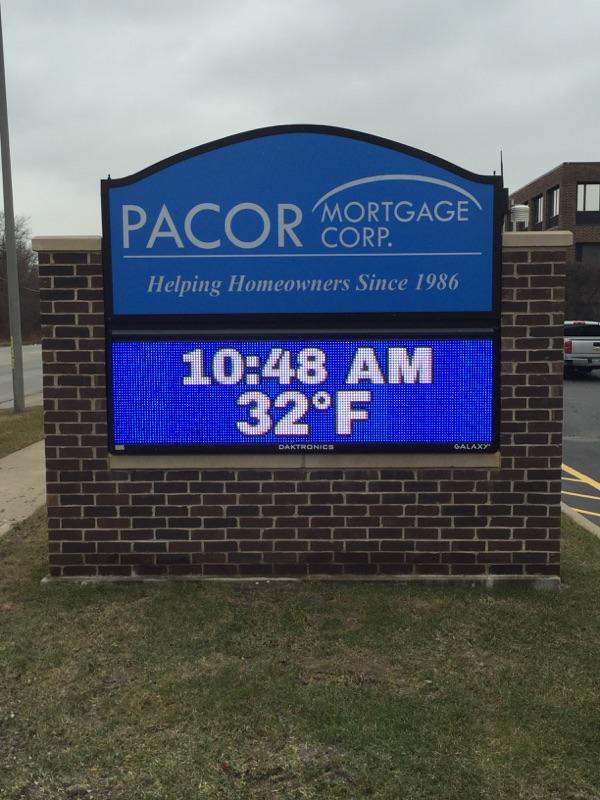 PACOR MORTGAGE CORP.
Helping Homeowners Since 1986
10:48 AM
32°F
DAKTRONICS GALAXY